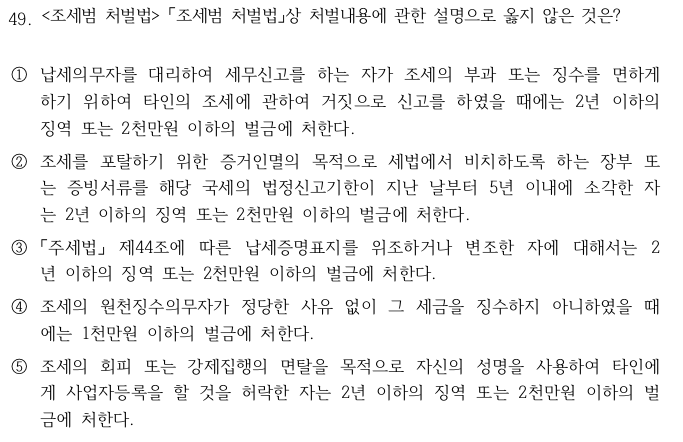 49. <조세범 처벌법>「조세범 처벌법」상 처벌내용에 관한 설명으로 옳지 않은 것은?
① 납세의무자를 대리하여 세무신고를 하는 자가 조세의 부과 또는 징수를 면하게
하기 위하여 타인의 조세에 관하여 거짓으로 신고를 하였을 때에는 2년 이하의
징역 또는 2천만원 이하의 벌금에 처한다.
② 조세를 포탈하기 위한 증거인멸의 목적으로 세법에서 비치하도록 하는 장부 또
는 증빙서류를 해당 국세의 법정신고기한이 지난 날부터 5년 이내에 소각한 자
는 2년 이하의 징역 또는 2천만원 이하의 벌금에 처한다.
③ 「주세법」 제44조에 따른 납세증명표지를 위조하거나 변조한 자에 대해서는 2
년 이하의 징역 또는 2천만원 이하의 벌금에 처한다.
④ 조세의 원천징수의무자가 정당한 사유 없이 그 세금을 징수하지 아니하였을 때
에는 1천만원 이하의 벌금에 처한다.
⑤ 조세의 회피 또는 강제집행의 면탈을 목적으로 자신의 성명을 사용하여 타인에
게 사업자등록을 할 것을 허락한 자는 2년 이하의 징역 또는 2천만원 이하의 벌
금에 처한다.